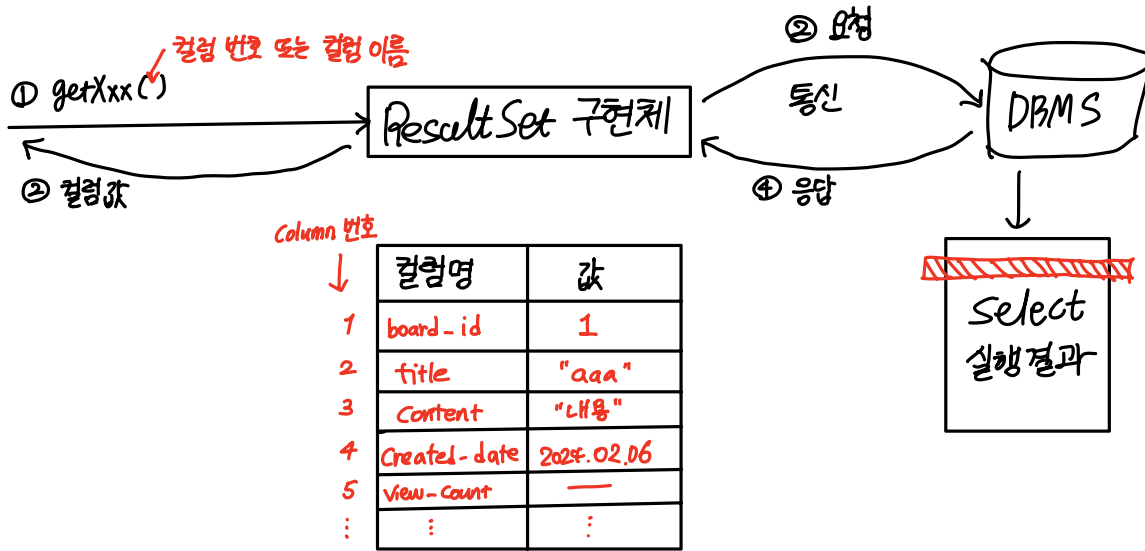 컬럼 번호 또는 컬럼 이름
① getXxx()
② 컬럼값
ResultSet 구현체
② 요청
통신
④ 응답
DBMS
select
실행결과
Column 번호
컬럼명 값
1 board_id 1
2 title "aaa"
3 content "내용"
4 created_date 2024.02.06
5 view_count —
⋮ ⋮ ⋮